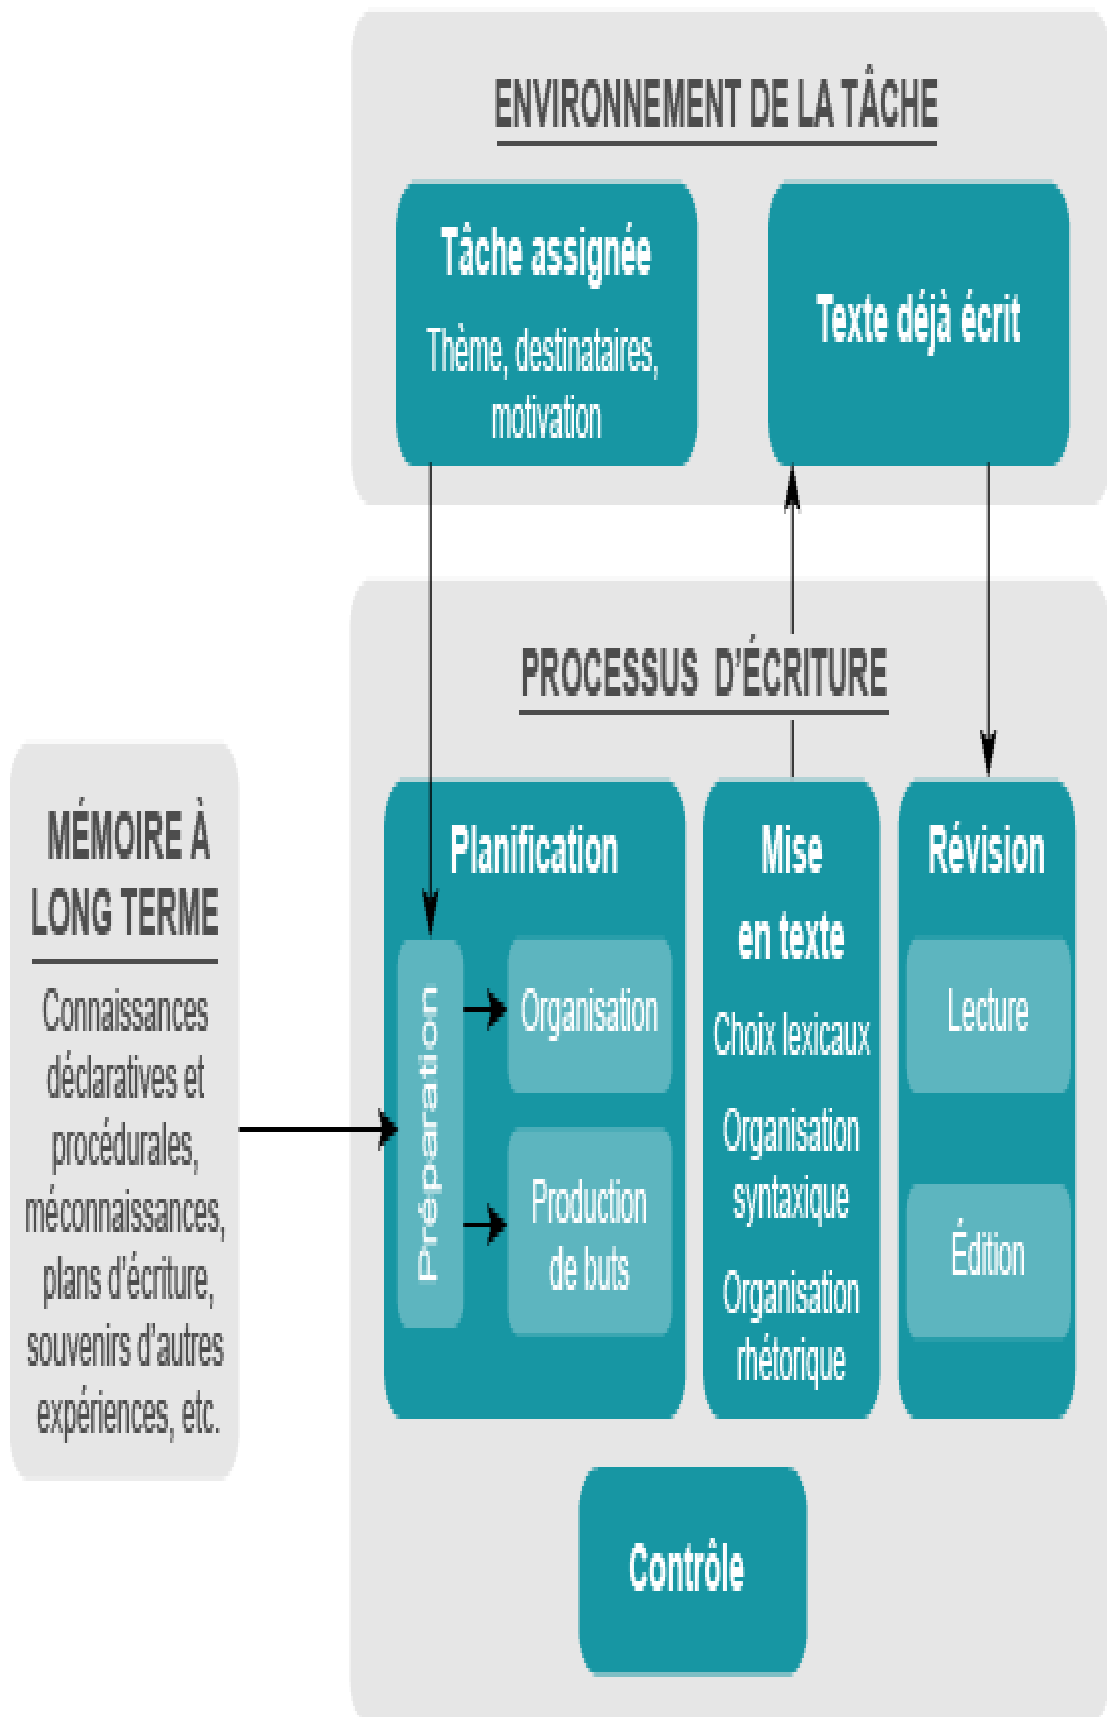 ENVIRONNEMENT DE LA TÂCHE
Tâche assignée
Thème, destinataires,
motivation
Texte déjà écrit
PROCESSUS D’ÉCRITURE
MÉMOIRE À
LONG TERME
Connaissances
déclaratives et
procédurales,
méconnaissances,
plans d’écriture,
souvenirs d’autres
expériences, etc.
Planification
Préparation
Organisation
Production
de buts
Mise
en texte
Choix lexicaux
Organisation
syntaxique
Organisation
rhétorique
Révision
Lecture
Édition
Contrôle